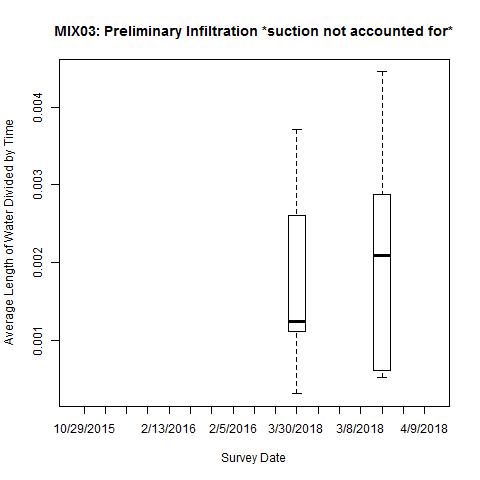 MIX03: Preliminary Infiltration *suction not accounted for*
Average Length of Water Divided by Time
0.004
0.003
0.002
0.001
10/29/2015 2/13/2016 2/5/2016 3/30/2018 3/8/2018 4/9/2018
Survey Date